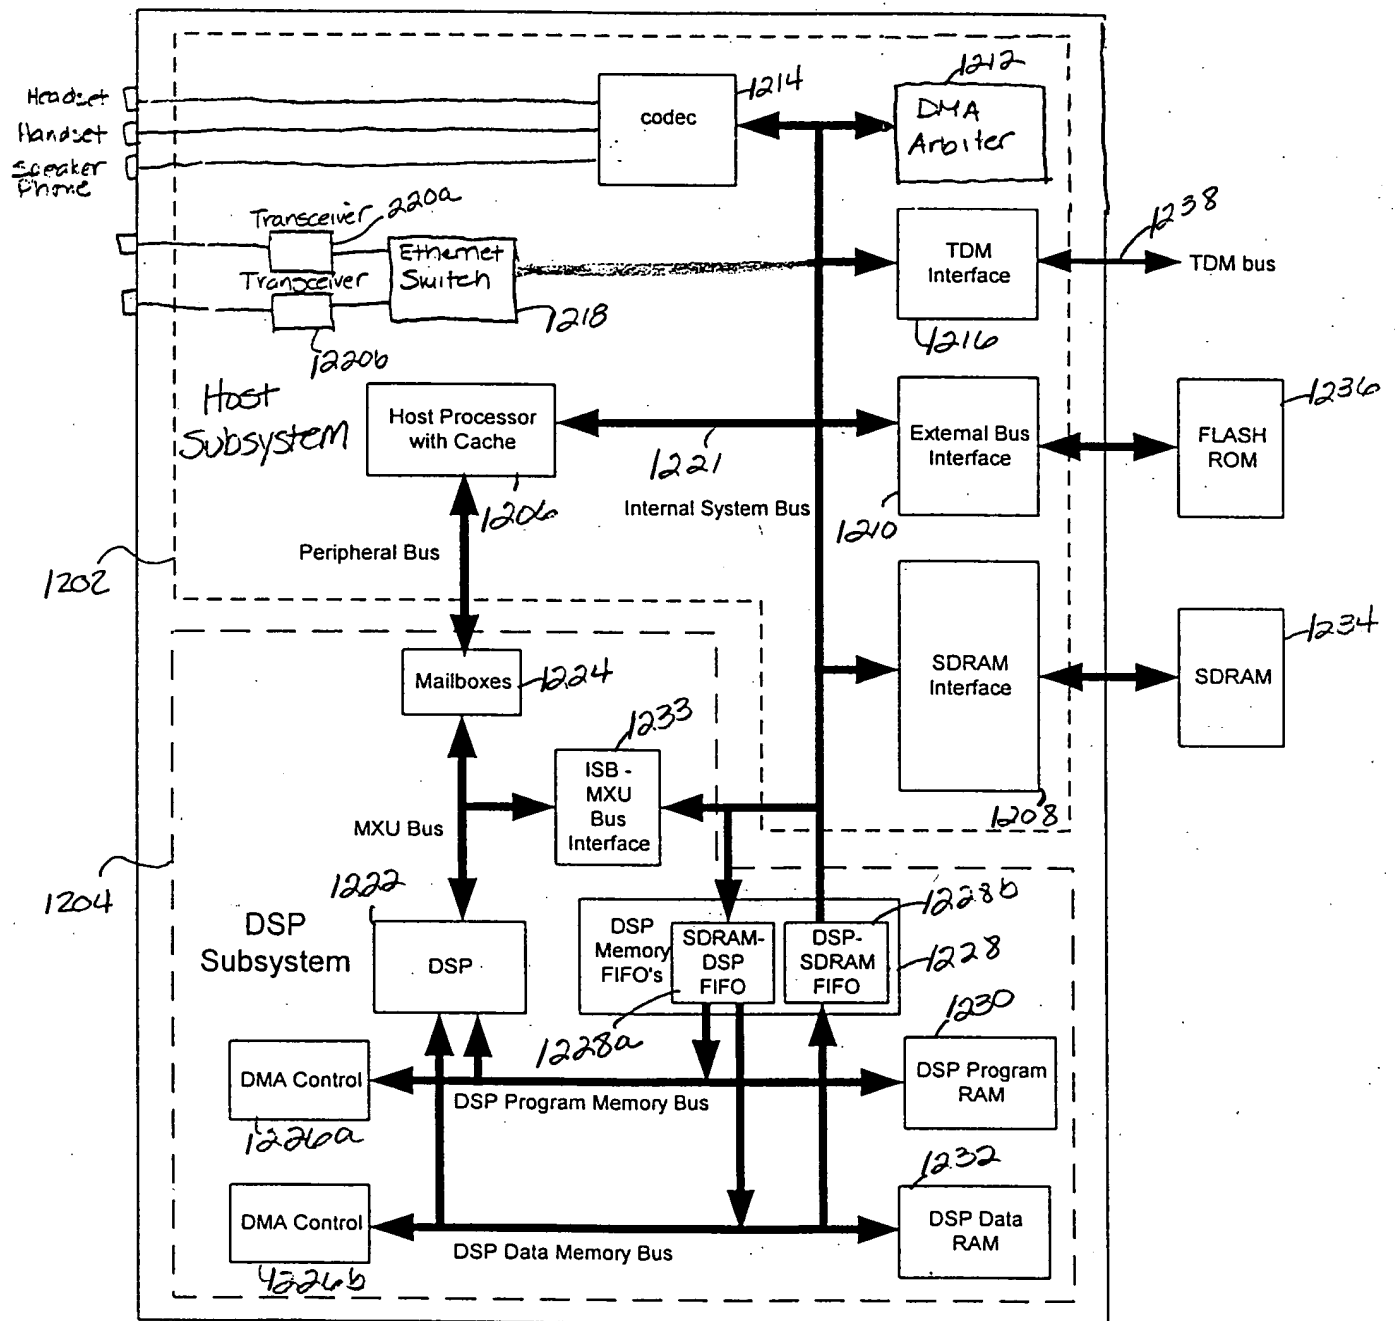 1212
1214
Headset
codec
DMA
Arbiter
Handset
Speaker
Phone
Transceiver
220a
1238
Ethernet
Switch
TDM
Interface
TDM bus
Transceiver
1218
1216
1220b
Host
Subsystem
Host Processor
with Cache
External Bus
Interface
1236
FLASH
ROM
1221
1206
Internal System Bus
1210
Peripheral Bus
1202
1234
SDRAM
Interface
SDRAM
Mailboxes
1224
1233
ISB -
MXU
Bus
Interface
1208
MXU Bus
1204
1222
1228b
DSP
Subsystem
DSP
DSP
Memory
FIFO's
SDRAM-
DSP
FIFO
DSP-
SDRAM
FIFO
1228
1230
1228a
DMA Control
DSP Program
RAM
DSP Program Memory Bus
1226a
1232
DMA Control
DSP Data
RAM
DSP Data Memory Bus
1226b